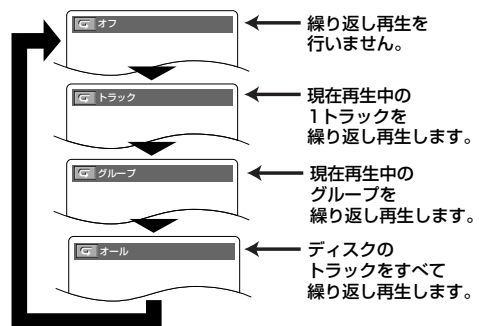 オフ
繰り返し再生を
行いません。
トラック
現在再生中の
1トラックを
繰り返し再生します。
グループ
現在再生中の
グループを
繰り返し再生します。
オール
ディスクの
トラックをすべて
繰り返し再生します。